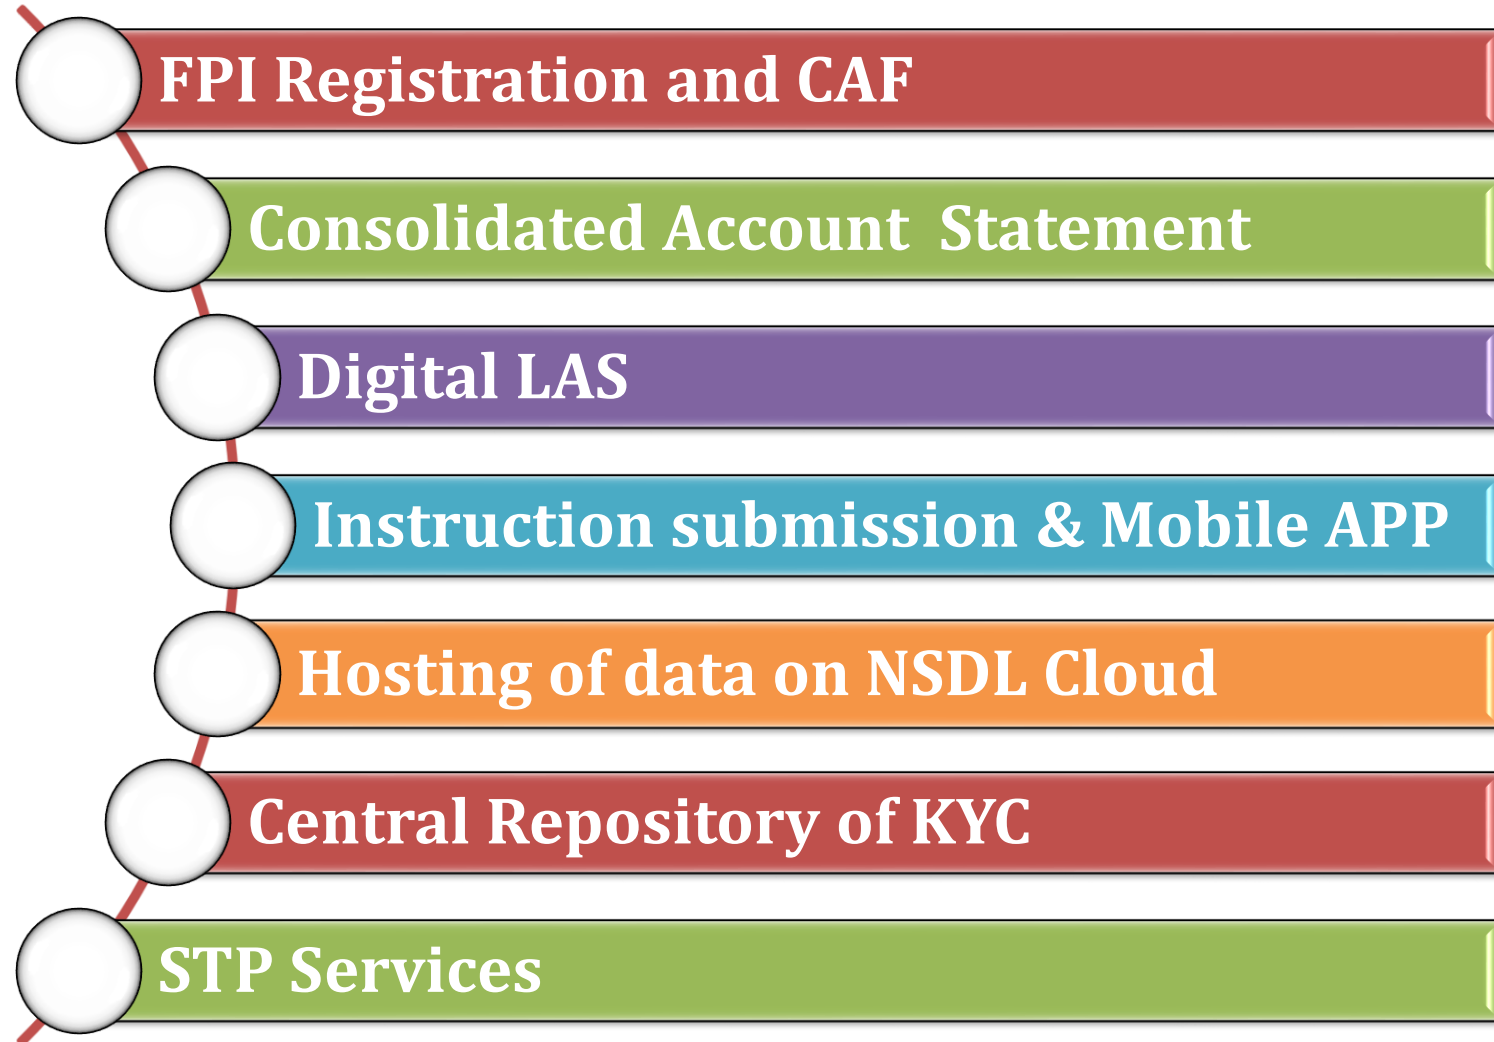 FPI Registration and CAF
Consolidated Account Statement
Digital LAS
Instruction submission & Mobile APP
Hosting of data on NSDL Cloud
Central Repository of KYC
STP Services